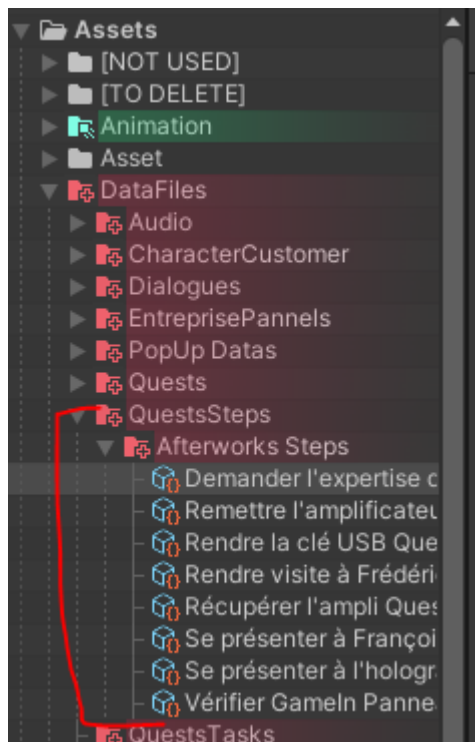 Assets
[NOT USED]
[TO DELETE]
Animation
Asset
DataFiles
Audio
CharacterCustomer
Dialogues
EntreprisePannels
PopUp Datas
Quests
QuestsSteps
Afterworks Steps
Demander l'expertise
Remettre l'amplificateu
Rendre la clé USB Que
Rendre visite à Frédéri
Récupérer l'ampli Ques
Se présenter à Françoi
Se présenter à l'hologr
Vérifier GameIn Panne
QuestsTasks